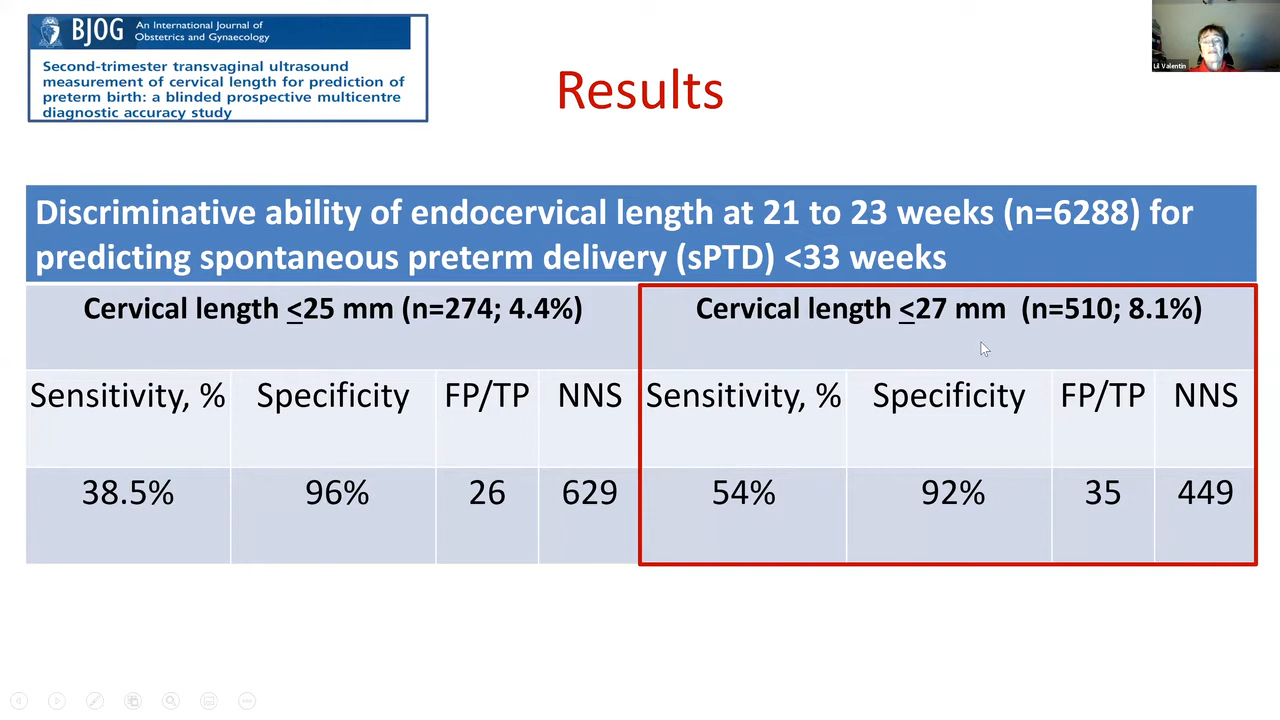 BJOG An International Journal of
Obstetrics and Gynaecology
Second-trimester transvaginal ultrasound
measurement of cervical length for prediction of
preterm birth: a blinded prospective multicentre
diagnostic accuracy study
Lil Valentin
Results
Discriminative ability of endocervical length at 21 to 23 weeks (n=6288) for
predicting spontaneous preterm delivery (sPTD) <33 weeks
Cervical length ≤25 mm (n=274; 4.4%) Cervical length ≤27 mm (n=510; 8.1%)
Sensitivity, % Specificity FP/TP NNS Sensitivity, % Specificity FP/TP NNS
38.5% 96% 26 629 54% 92% 35 449